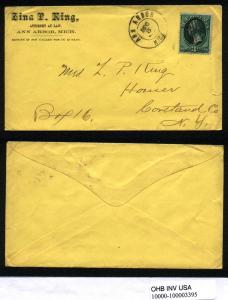 Zina P. King,
ATTORNEY AT LAW,
ANN ARBOR, MICH.
ANN ARBOR
Mrs Z. P. King
Homer
Cortland Co
Box 16.
N. Y.
OHB INV USA
10000-100003395